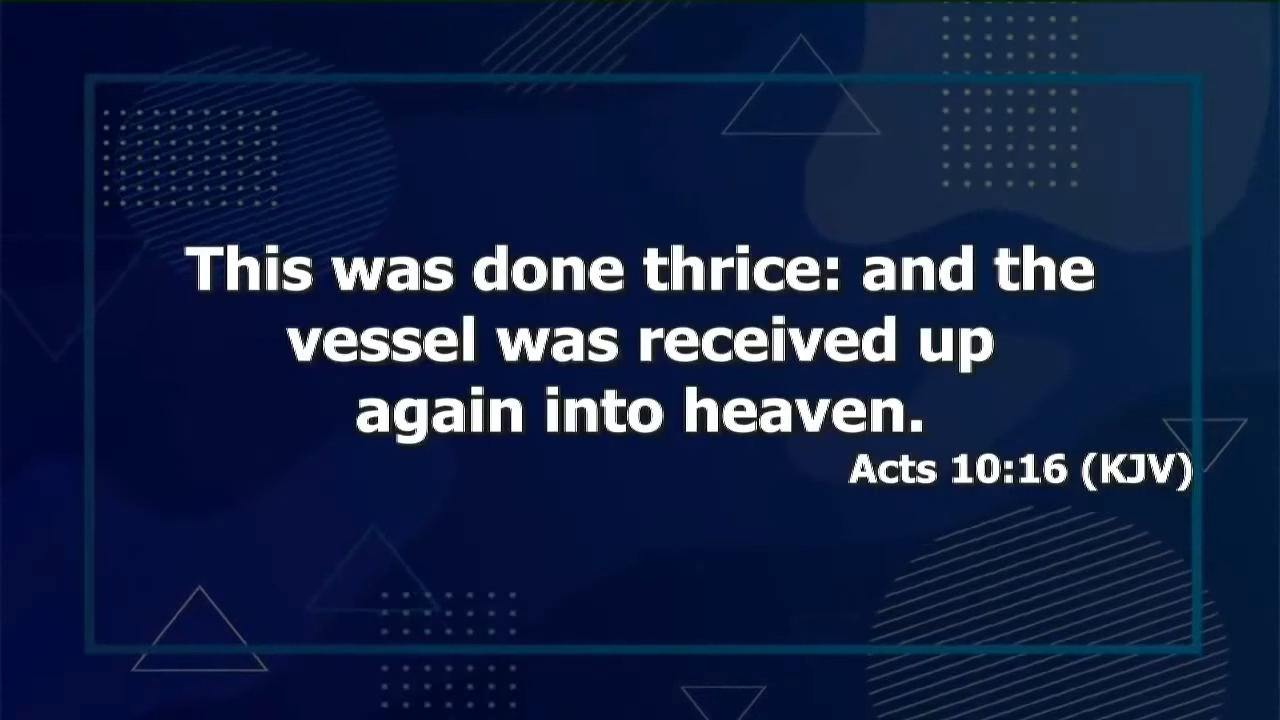 This was done thrice: and the
vessel was received up
again into heaven.
Acts 10:16 (KJV)